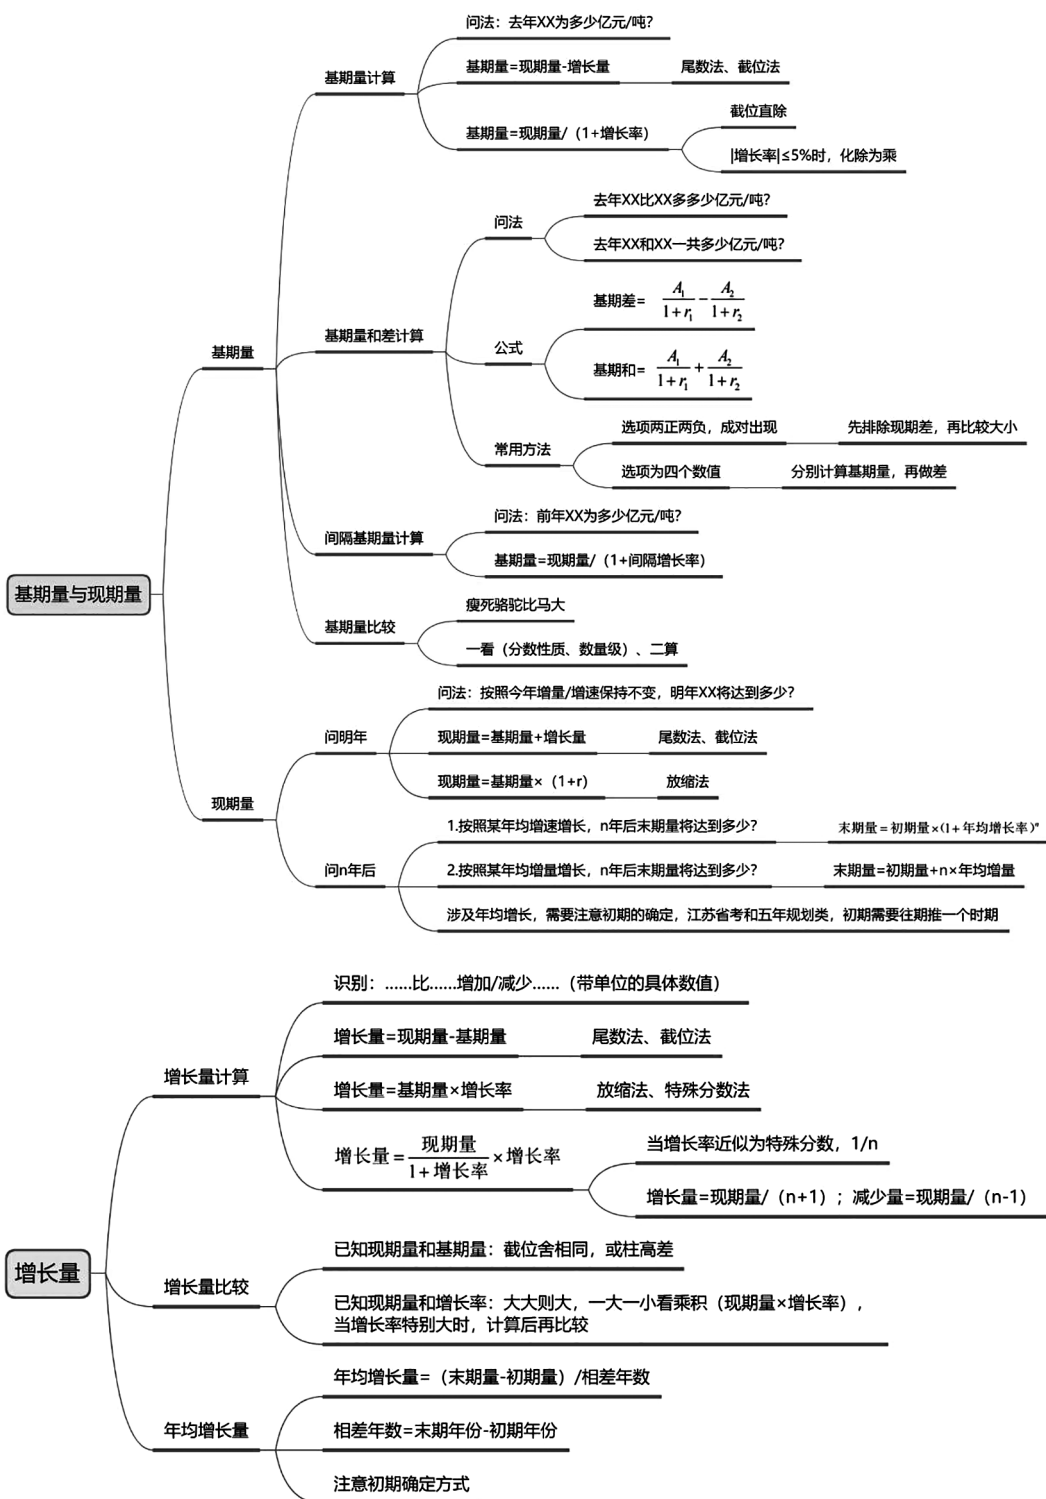 基期量与现期量
基期量
基期量计算
问法：去年XX为多少亿元/吨？
基期量=现期量-增长量
尾数法、截位法
基期量=现期量/（1+增长率）
截位直除
|增长率|≤5%时，化除为乘
基期量和差计算
问法
去年XX比XX多多少亿元/吨？
去年XX和XX一共多少亿元/吨？
公式
基期差= A₁/(1+r₁) − A₂/(1+r₂)
基期和= A₁/(1+r₁) + A₂/(1+r₂)
常用方法
选项两正两负，成对出现
先排除现期差，再比较大小
选项为四个数值
分别计算基期量，再做差
间隔基期量计算
问法：前年XX为多少亿元/吨？
基期量=现期量/（1+间隔增长率）
基期量比较
瘦死骆驼比马大
一看（分数性质、数量级）、二算
现期量
问明年
问法：按照今年增量/增速保持不变，明年XX将达到多少？
现期量=基期量+增长量
尾数法、截位法
现期量=基期量×（1+r）
放缩法
问n年后
1.按照某年均增速增长，n年后末期量将达到多少？
末期量=初期量×(1+年均增长率)ⁿ
2.按照某年均增量增长，n年后末期量将达到多少？
末期量=初期量+n×年均增量
涉及年均增长，需要注意初期的确定，江苏省考和五年规划类，初期需要往期推一个时期
增长量
增长量计算
识别：……比……增加/减少……（带单位的具体数值）
增长量=现期量-基期量
尾数法、截位法
增长量=基期量×增长率
放缩法、特殊分数法
增长量=现期量/(1+增长率)×增长率
当增长率近似为特殊分数，1/n
增长量=现期量/（n+1）；减少量=现期量/（n-1）
增长量比较
已知现期量和基期量：截位舍相同，或柱高差
已知现期量和增长率：大大则大，一大一小看乘积（现期量×增长率），
当增长率特别大时，计算后再比较
年均增长量
年均增长量=（末期量-初期量）/相差年数
相差年数=末期年份-初期年份
注意初期确定方式